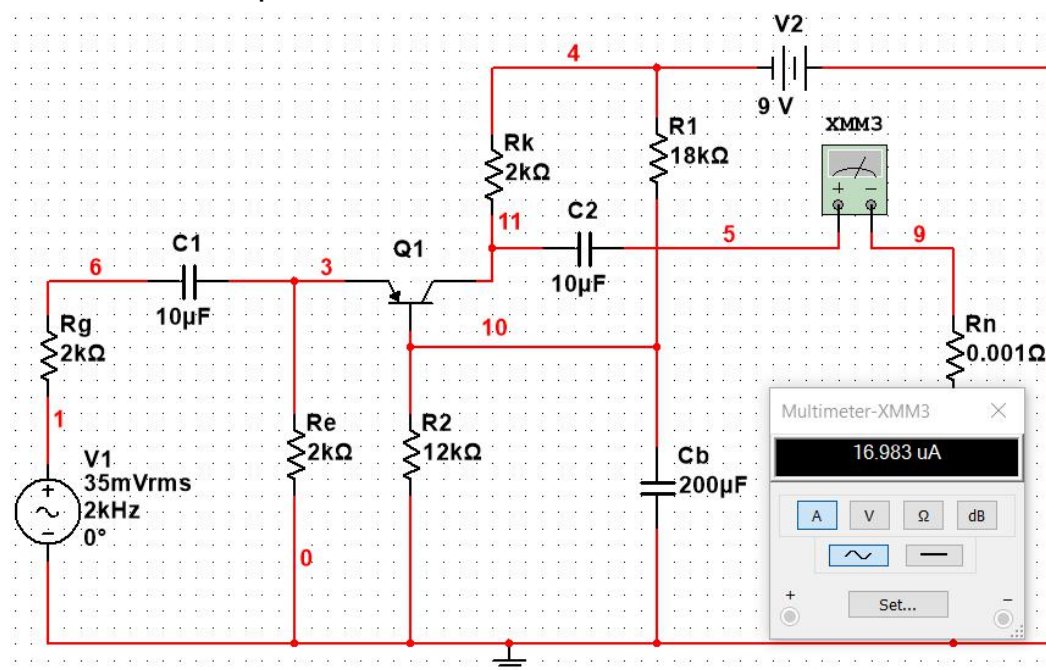 V2
4
9 V
XMM3
R1
18kΩ
Rk
2kΩ
11
C2
10µF
5
9
C1
10µF
6
3
Q1
10
Rg
2kΩ
1
Rn
0.001Ω
Re
2kΩ
R2
12kΩ
Cb
200µF
V1
35mVrms
2kHz
0°
0
+ −
+
−
Multimeter-XMM3
16.983 uA
A V Ω dB
+ Set... −